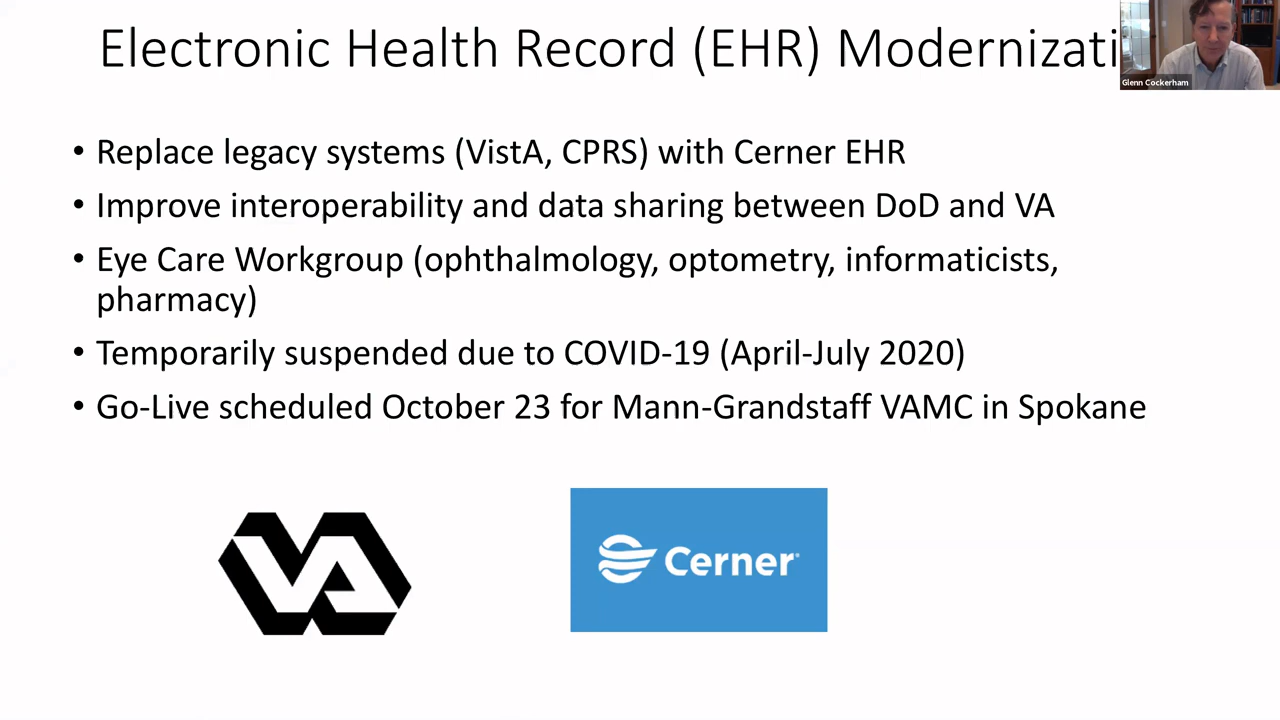 Electronic Health Record (EHR) Modernizati
Glenn Cockerham
• Replace legacy systems (VistA, CPRS) with Cerner EHR
• Improve interoperability and data sharing between DoD and VA
• Eye Care Workgroup (ophthalmology, optometry, informaticists,
pharmacy)
• Temporarily suspended due to COVID-19 (April-July 2020)
• Go-Live scheduled October 23 for Mann-Grandstaff VAMC in Spokane
VA
Cerner